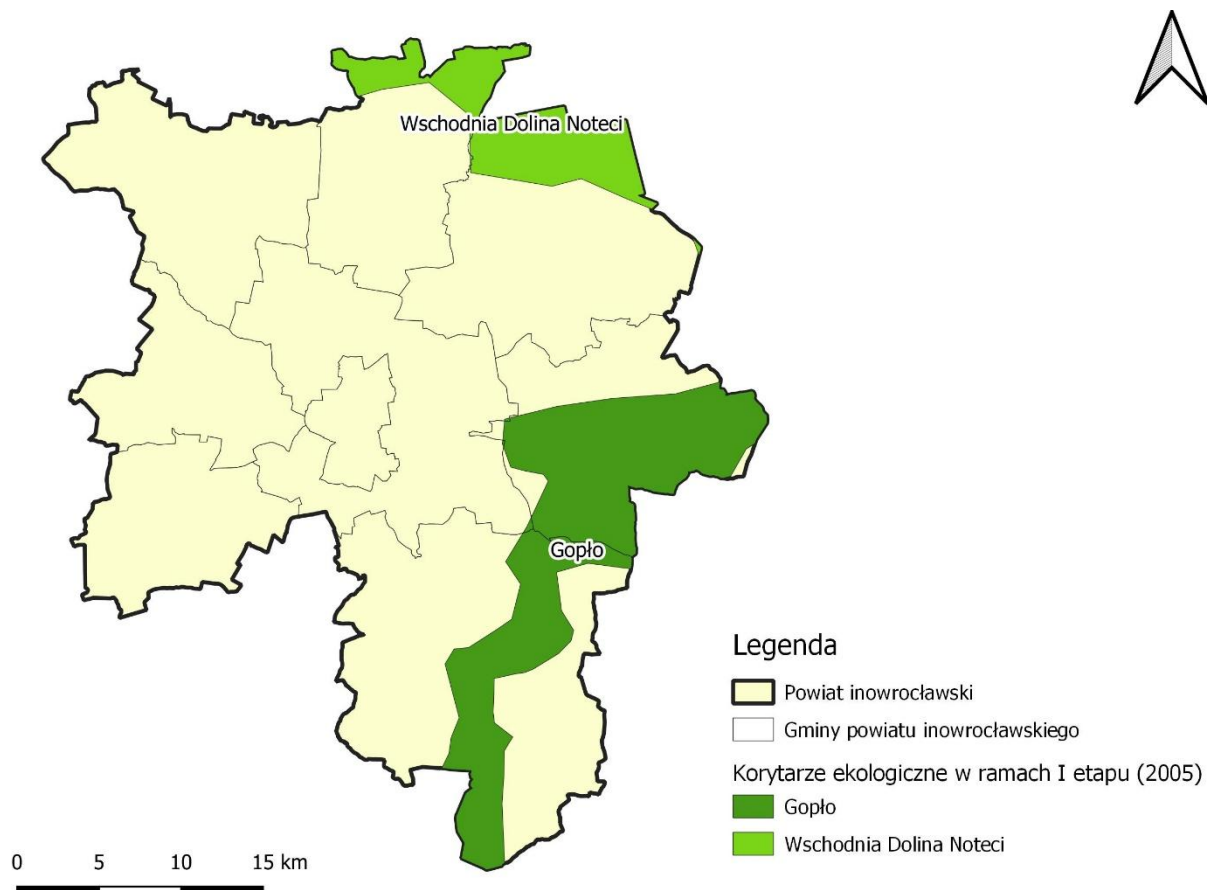 Wschodnia Dolina Noteci
Gopło
Legenda
Powiat inowrocławski
Gminy powiatu inowrocławskiego
Korytarze ekologiczne w ramach I etapu (2005)
Gopło
Wschodnia Dolina Noteci
0 5 10 15 km